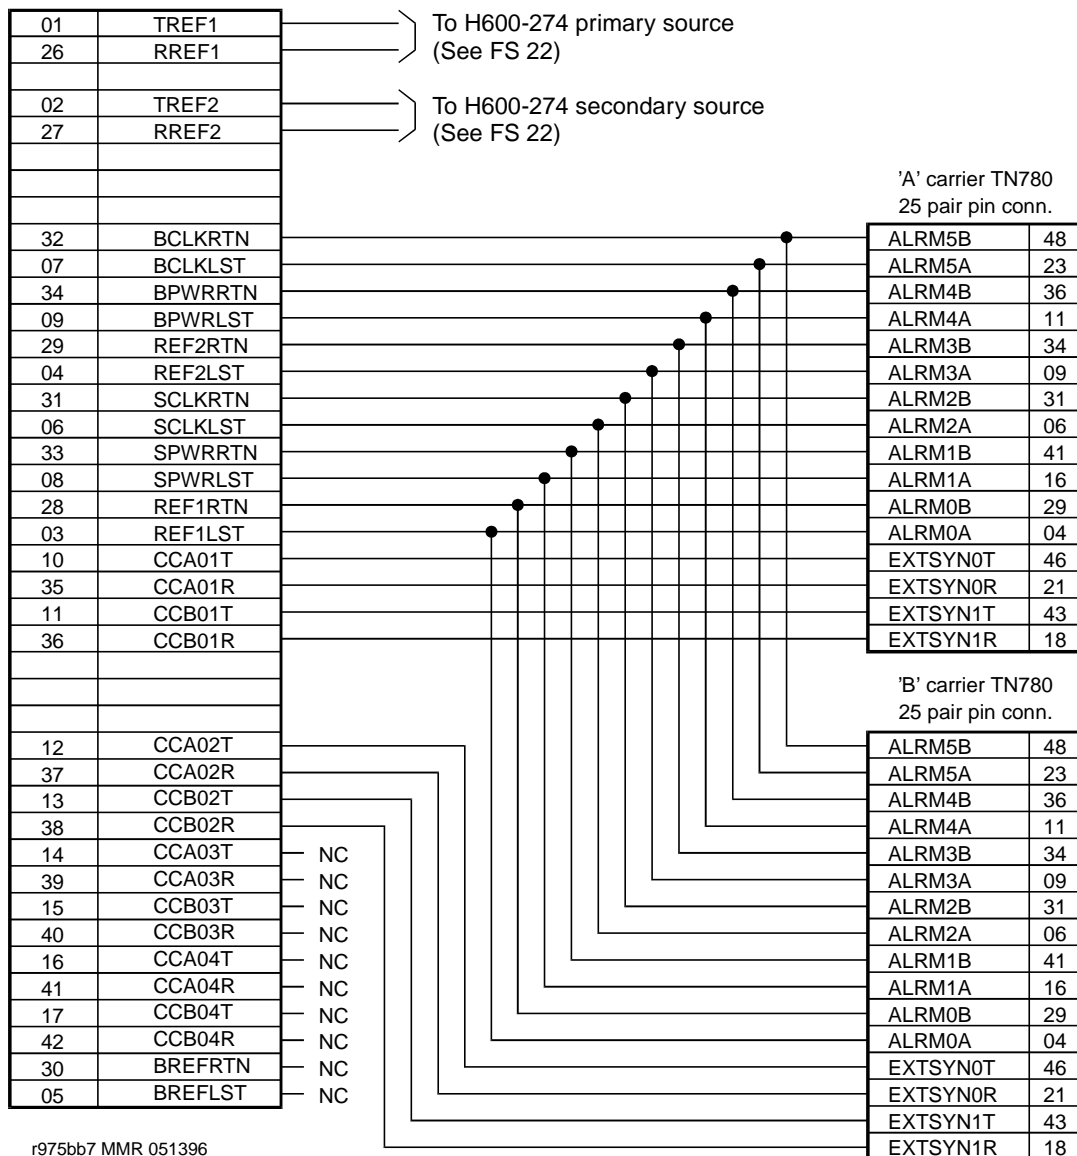 01 TREF1
26 RREF1
To H600-274 primary source
(See FS 22)
02 TREF2
27 RREF2
To H600-274 secondary source
(See FS 22)
32 BCLKRTN
07 BCLKLST
34 BPWRRTN
09 BPWRLST
29 REF2RTN
04 REF2LST
31 SCLKRTN
06 SCLKLST
33 SPWRRTN
08 SPWRLST
28 REF1RTN
03 REF1LST
10 CCA01T
35 CCA01R
11 CCB01T
36 CCB01R
12 CCA02T
37 CCA02R
13 CCB02T
38 CCB02R
14 CCA03T NC
39 CCA03R NC
15 CCB03T NC
40 CCB03R NC
16 CCA04T NC
41 CCA04R NC
17 CCB04T NC
42 CCB04R NC
30 BREFRTN NC
05 BREFLST NC
'A' carrier TN780
25 pair pin conn.
ALRM5B 48
ALRM5A 23
ALRM4B 36
ALRM4A 11
ALRM3B 34
ALRM3A 09
ALRM2B 31
ALRM2A 06
ALRM1B 41
ALRM1A 16
ALRM0B 29
ALRM0A 04
EXTSYN0T 46
EXTSYN0R 21
EXTSYN1T 43
EXTSYN1R 18
'B' carrier TN780
25 pair pin conn.
ALRM5B 48
ALRM5A 23
ALRM4B 36
ALRM4A 11
ALRM3B 34
ALRM3A 09
ALRM2B 31
ALRM2A 06
ALRM1B 41
ALRM1A 16
ALRM0B 29
ALRM0A 04
EXTSYN0T 46
EXTSYN0R 21
EXTSYN1T 43
EXTSYN1R 18
r975bb7 MMR 051396